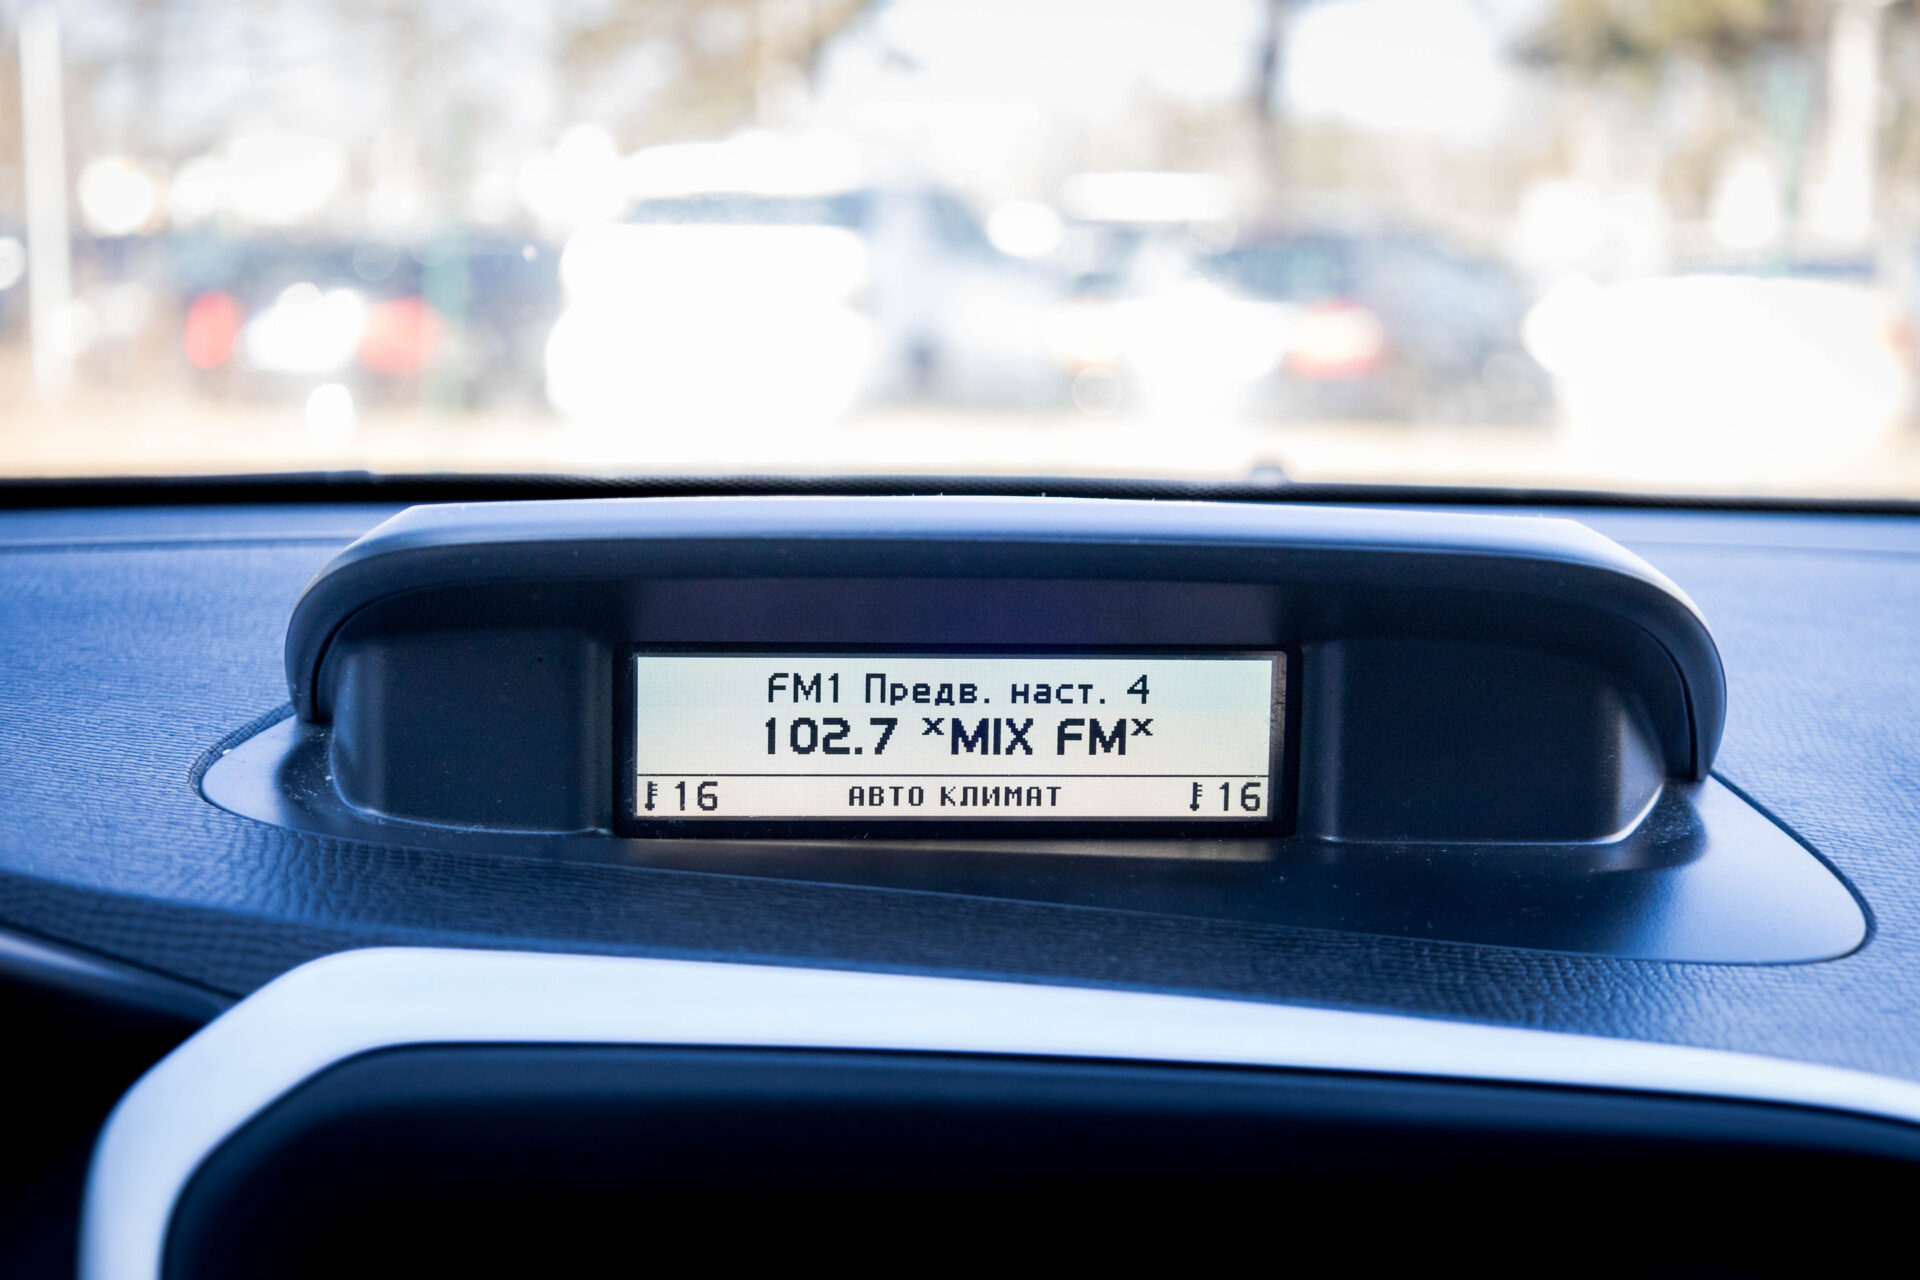 FM1 Предв. наст. 4
102.7 ˣMIX FMˣ
16 АВТО КЛИМАТ 16